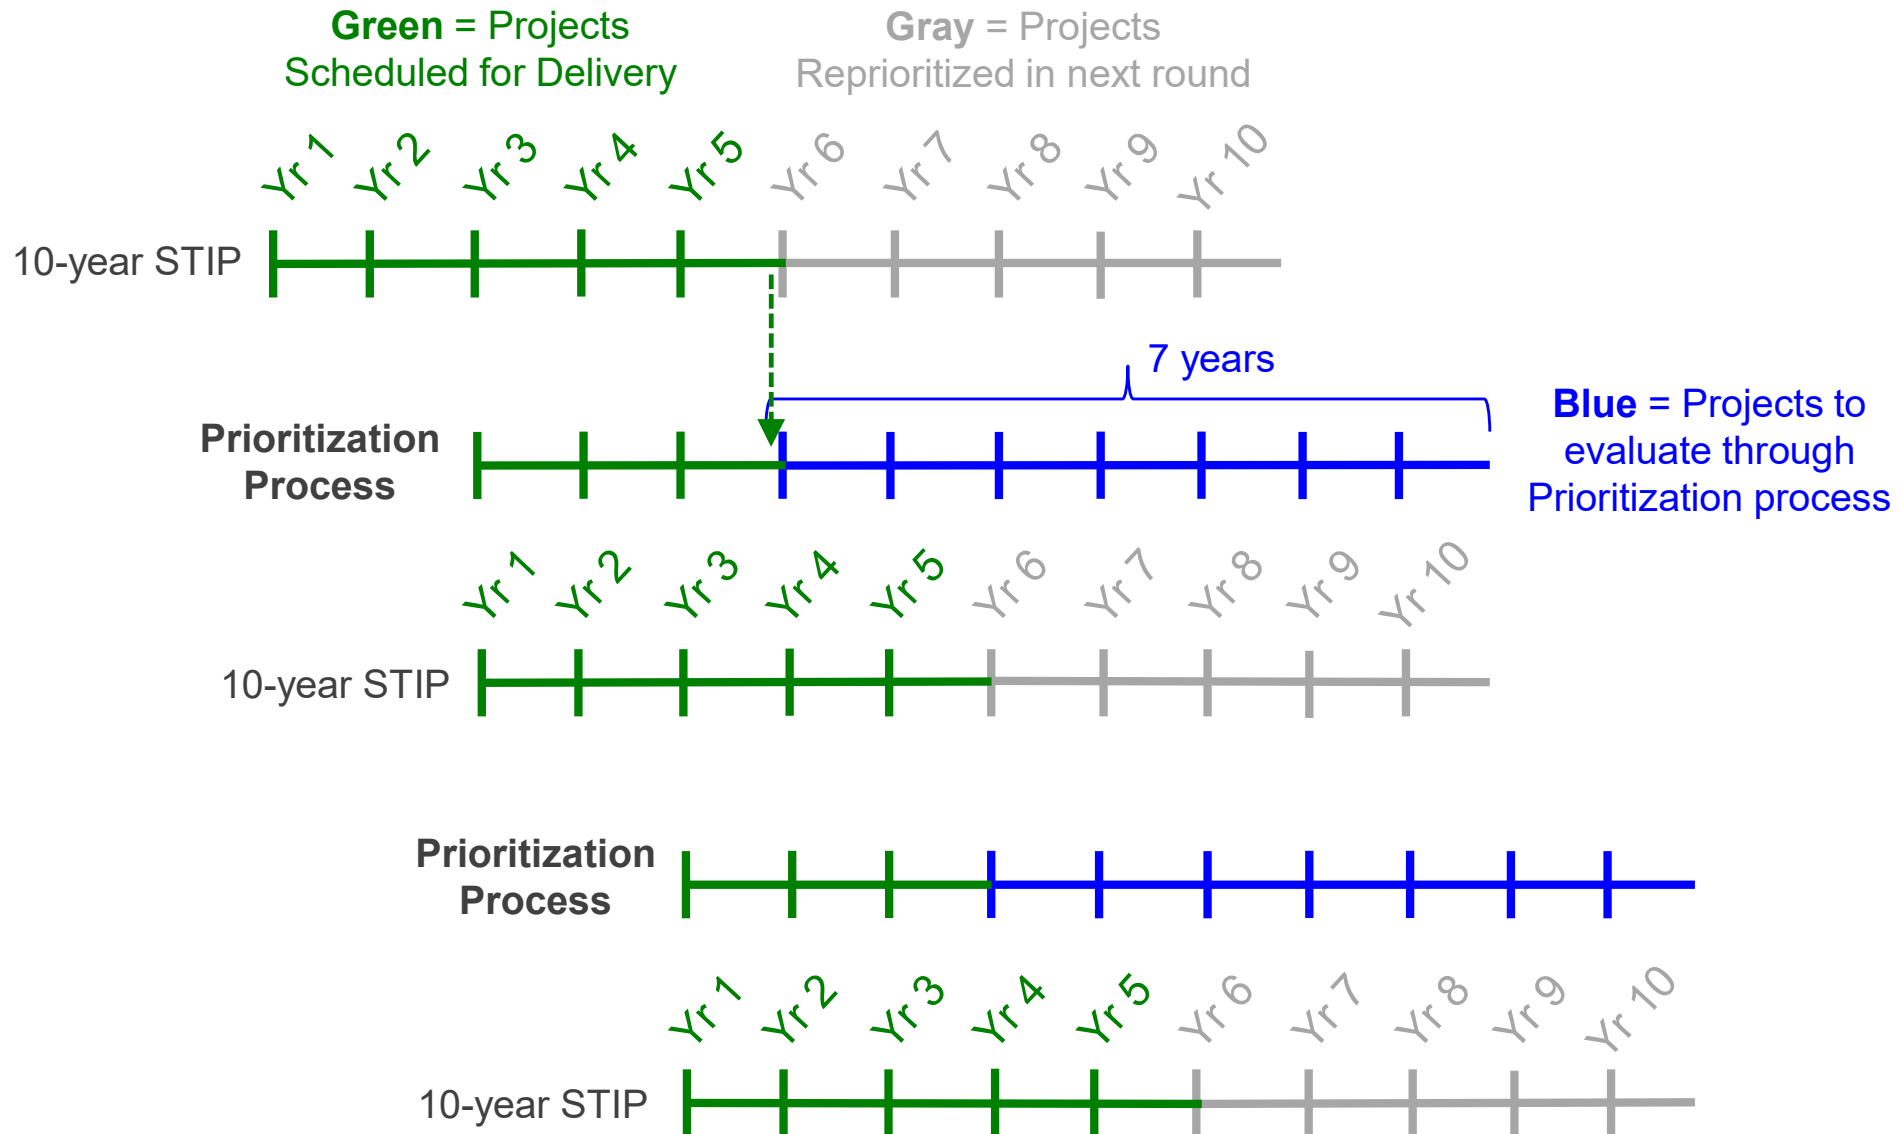 Green = Projects
Scheduled for Delivery
Gray = Projects
Reprioritized in next round
Yr 1
Yr 2
Yr 3
Yr 4
Yr 5
Yr 6
Yr 7
Yr 8
Yr 9
Yr 10
10-year STIP
7 years
Prioritization
Process
Blue = Projects to
evaluate through
Prioritization process
Yr 1
Yr 2
Yr 3
Yr 4
Yr 5
Yr 6
Yr 7
Yr 8
Yr 9
Yr 10
10-year STIP
Prioritization
Process
Yr 1
Yr 2
Yr 3
Yr 4
Yr 5
Yr 6
Yr 7
Yr 8
Yr 9
Yr 10
10-year STIP